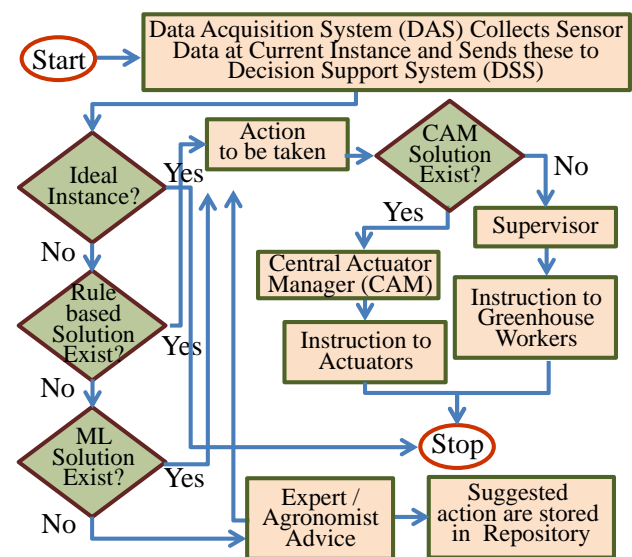 Start
Data Acquisition System (DAS) Collects Sensor
Data at Current Instance and Sends these to
Decision Support System (DSS)
Ideal
Instance?
Yes
No
Action
to be taken
CAM
Solution
Exist?
No
Yes
Supervisor
Central Actuator
Manager (CAM)
Instruction to
Greenhouse
Workers
Instruction to
Actuators
Rule
based
Solution
Exist?
Yes
No
ML
Solution
Exist?
Yes
No
Stop
Expert /
Agronomist
Advice
Suggested
action are stored
in Repository